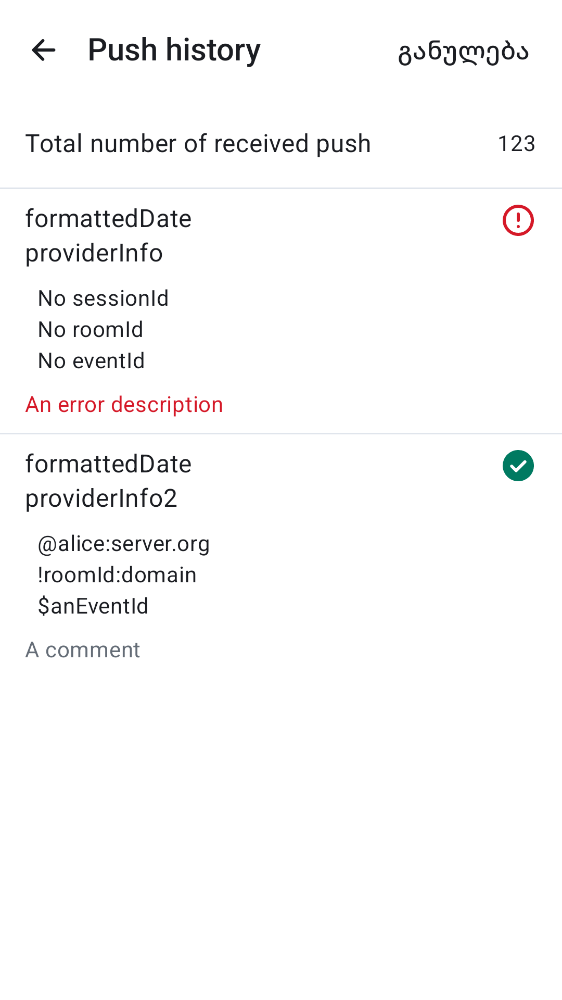 Push history
განულება
Total number of received push 123
formattedDate
providerInfo
No sessionId
No roomId
No eventId
An error description
formattedDate
providerInfo2
@alice:server.org
!roomId:domain
$anEventId
A comment